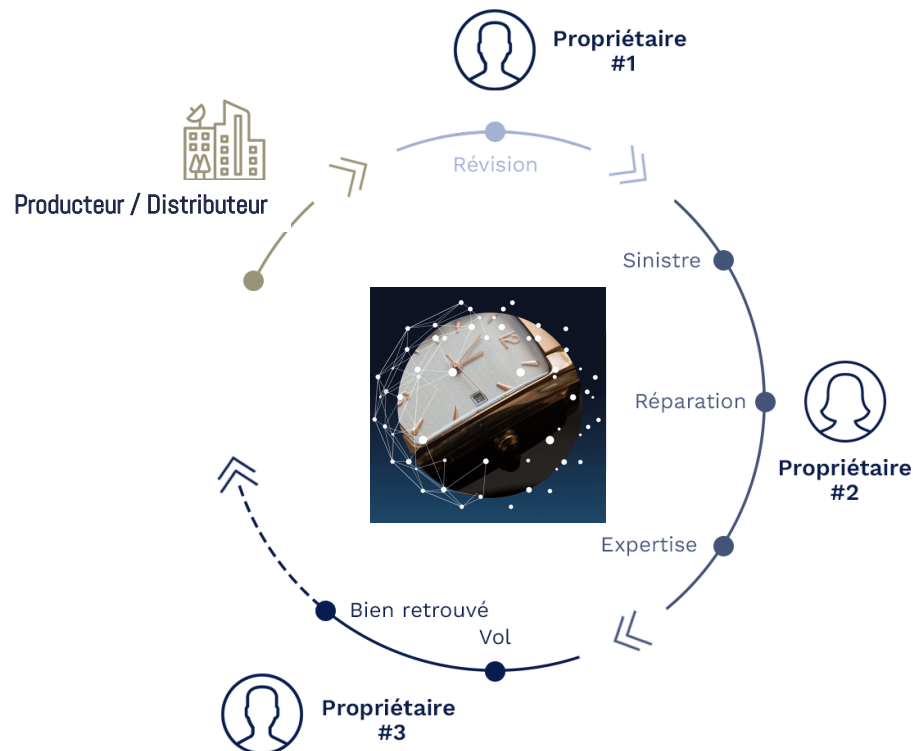 Propriétaire
#1
Révision
Producteur / Distributeur
Sinistre
Réparation
Propriétaire
#2
Expertise
Bien retrouvé
Vol
Propriétaire
#3